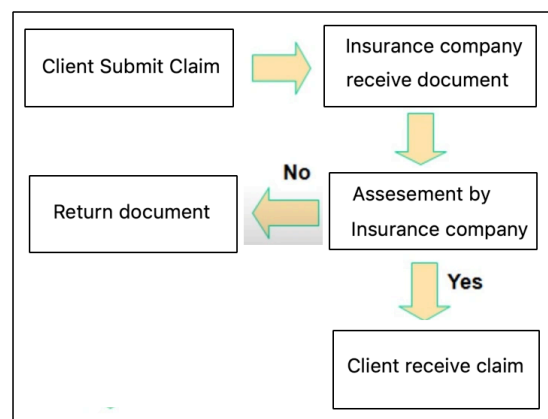 Client Submit Claim
Insurance company
receive document
No
Return document
Assesement by
Insurance company
Yes
Client receive claim